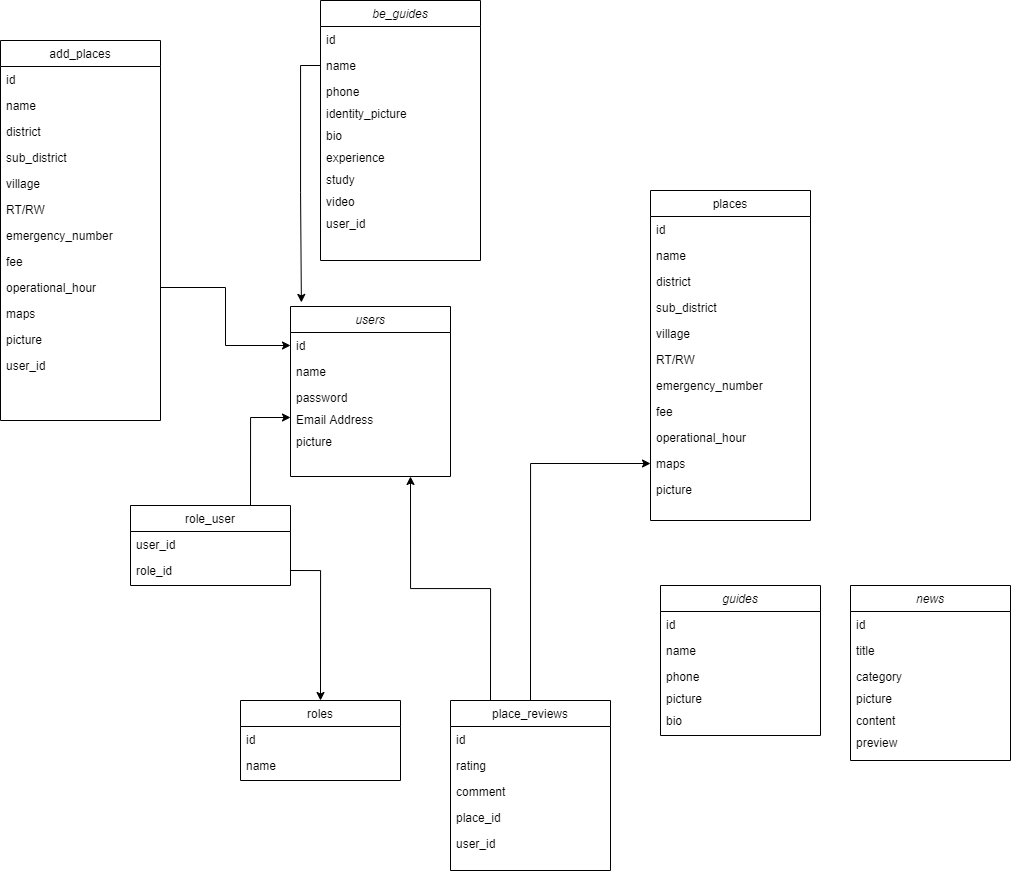 be_guides
id
name
phone
identity_picture
bio
experience
study
video
user_id
add_places
id
name
district
sub_district
village
RT/RW
emergency_number
fee
operational_hour
maps
picture
user_id
places
id
name
district
sub_district
village
RT/RW
emergency_number
fee
operational_hour
maps
picture
users
id
name
password
Email Address
picture
role_user
user_id
role_id
guides
id
name
phone
picture
bio
news
id
title
category
picture
content
preview
roles
id
name
place_reviews
id
rating
comment
place_id
user_id